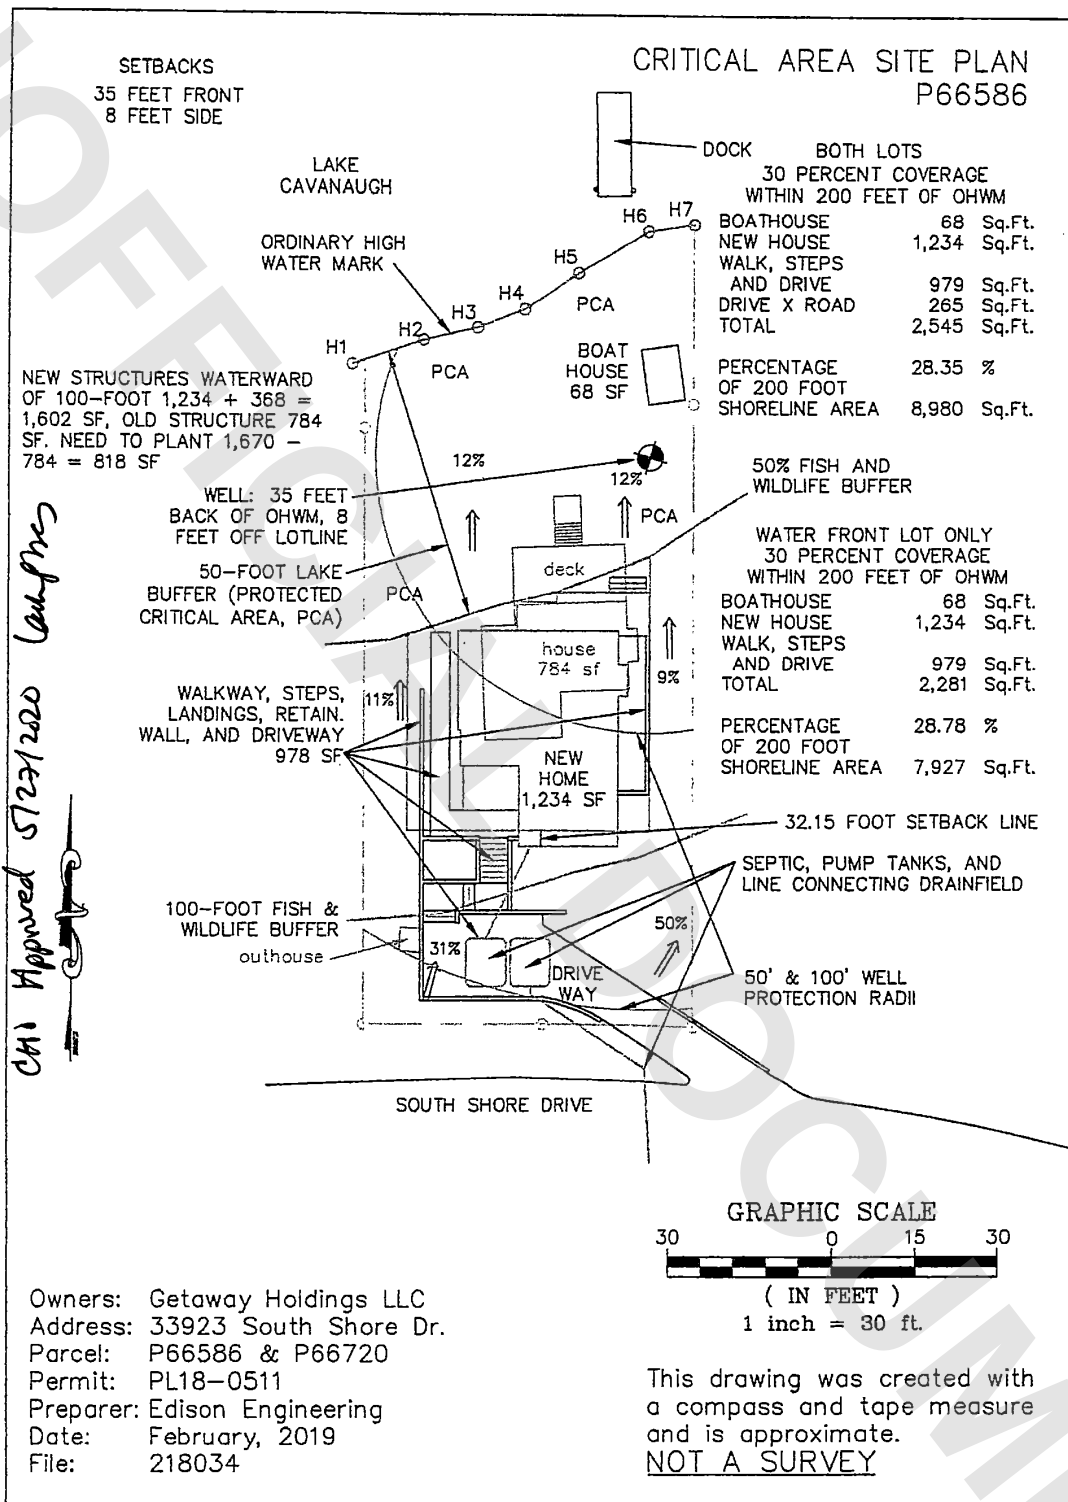 CRITICAL AREA SITE PLAN
P66586
SETBACKS
35 FEET FRONT
8 FEET SIDE
LAKE
CAVANAUGH
ORDINARY HIGH
WATER MARK
DOCK
H1
H2
H3
H4
H5
H6
H7
PCA
PCA
BOAT
HOUSE
68 SF
BOTH LOTS
30 PERCENT COVERAGE
WITHIN 200 FEET OF OHWM
BOATHOUSE 68 Sq.Ft.
NEW HOUSE 1,234 Sq.Ft.
WALK, STEPS
AND DRIVE 979 Sq.Ft.
DRIVE X ROAD 265 Sq.Ft.
TOTAL 2,545 Sq.Ft.
PERCENTAGE 28.35 %
OF 200 FOOT
SHORELINE AREA 8,980 Sq.Ft.
NEW STRUCTURES WATERWARD
OF 100-FOOT 1,234 + 368 =
1,602 SF, OLD STRUCTURE 784
SF. NEED TO PLANT 1,670 -
784 = 818 SF
12%
12%
WELL: 35 FEET
BACK OF OHWM, 8
FEET OFF LOTLINE
PCA
50% FISH AND
WILDLIFE BUFFER
50-FOOT LAKE
BUFFER (PROTECTED
CRITICAL AREA, PCA)
PCA
deck
house
784 sf
WATER FRONT LOT ONLY
30 PERCENT COVERAGE
WITHIN 200 FEET OF OHWM
BOATHOUSE 68 Sq.Ft.
NEW HOUSE 1,234 Sq.Ft.
WALK, STEPS
AND DRIVE 979 Sq.Ft.
TOTAL 2,281 Sq.Ft.
PERCENTAGE 28.78 %
OF 200 FOOT
SHORELINE AREA 7,927 Sq.Ft.
WALKWAY, STEPS,
LANDINGS, RETAIN.
WALL, AND DRIVEWAY
978 SF
11%
9%
NEW
HOME
1,234 SF
32.15 FOOT SETBACK LINE
SEPTIC, PUMP TANKS, AND
LINE CONNECTING DRAINFIELD
100-FOOT FISH &
WILDLIFE BUFFER
outhouse
31%
50%
DRIVE
WAY
50' & 100' WELL
PROTECTION RADII
SOUTH SHORE DRIVE
Approved 5/27/2020
GRAPHIC SCALE
30 0 15 30
( IN FEET )
1 inch = 30 ft.
Owners: Getaway Holdings LLC
Address: 33923 South Shore Dr.
Parcel: P66586 & P66720
Permit: PL18-0511
Preparer: Edison Engineering
Date: February, 2019
File: 218034
This drawing was created with
a compass and tape measure
and is approximate.
NOT A SURVEY